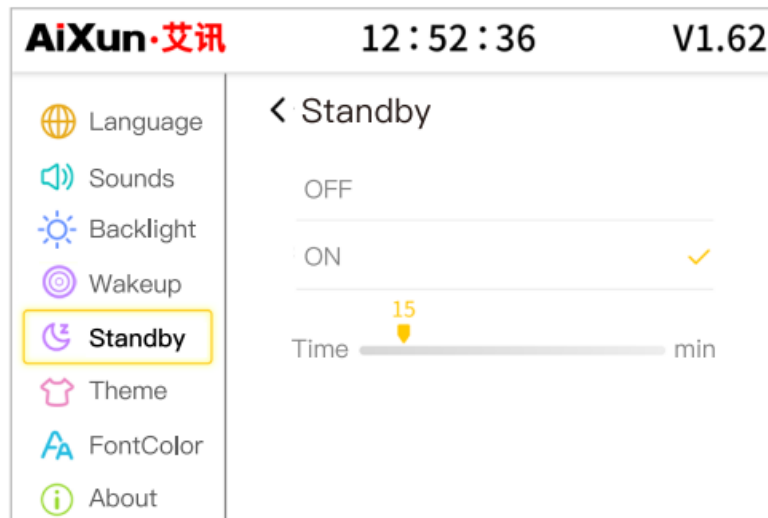 AiXun·艾讯 12:52:36 V1.62
Language
Sounds
Backlight
Wakeup
Standby
Theme
FontColor
About
Standby
OFF
ON
15
Time min